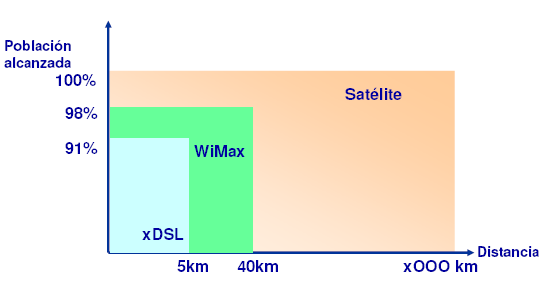 Población
alcanzada
100%
Satélite
98%
91%
WiMax
xDSL
Distancia
5km
40km
xOOO km